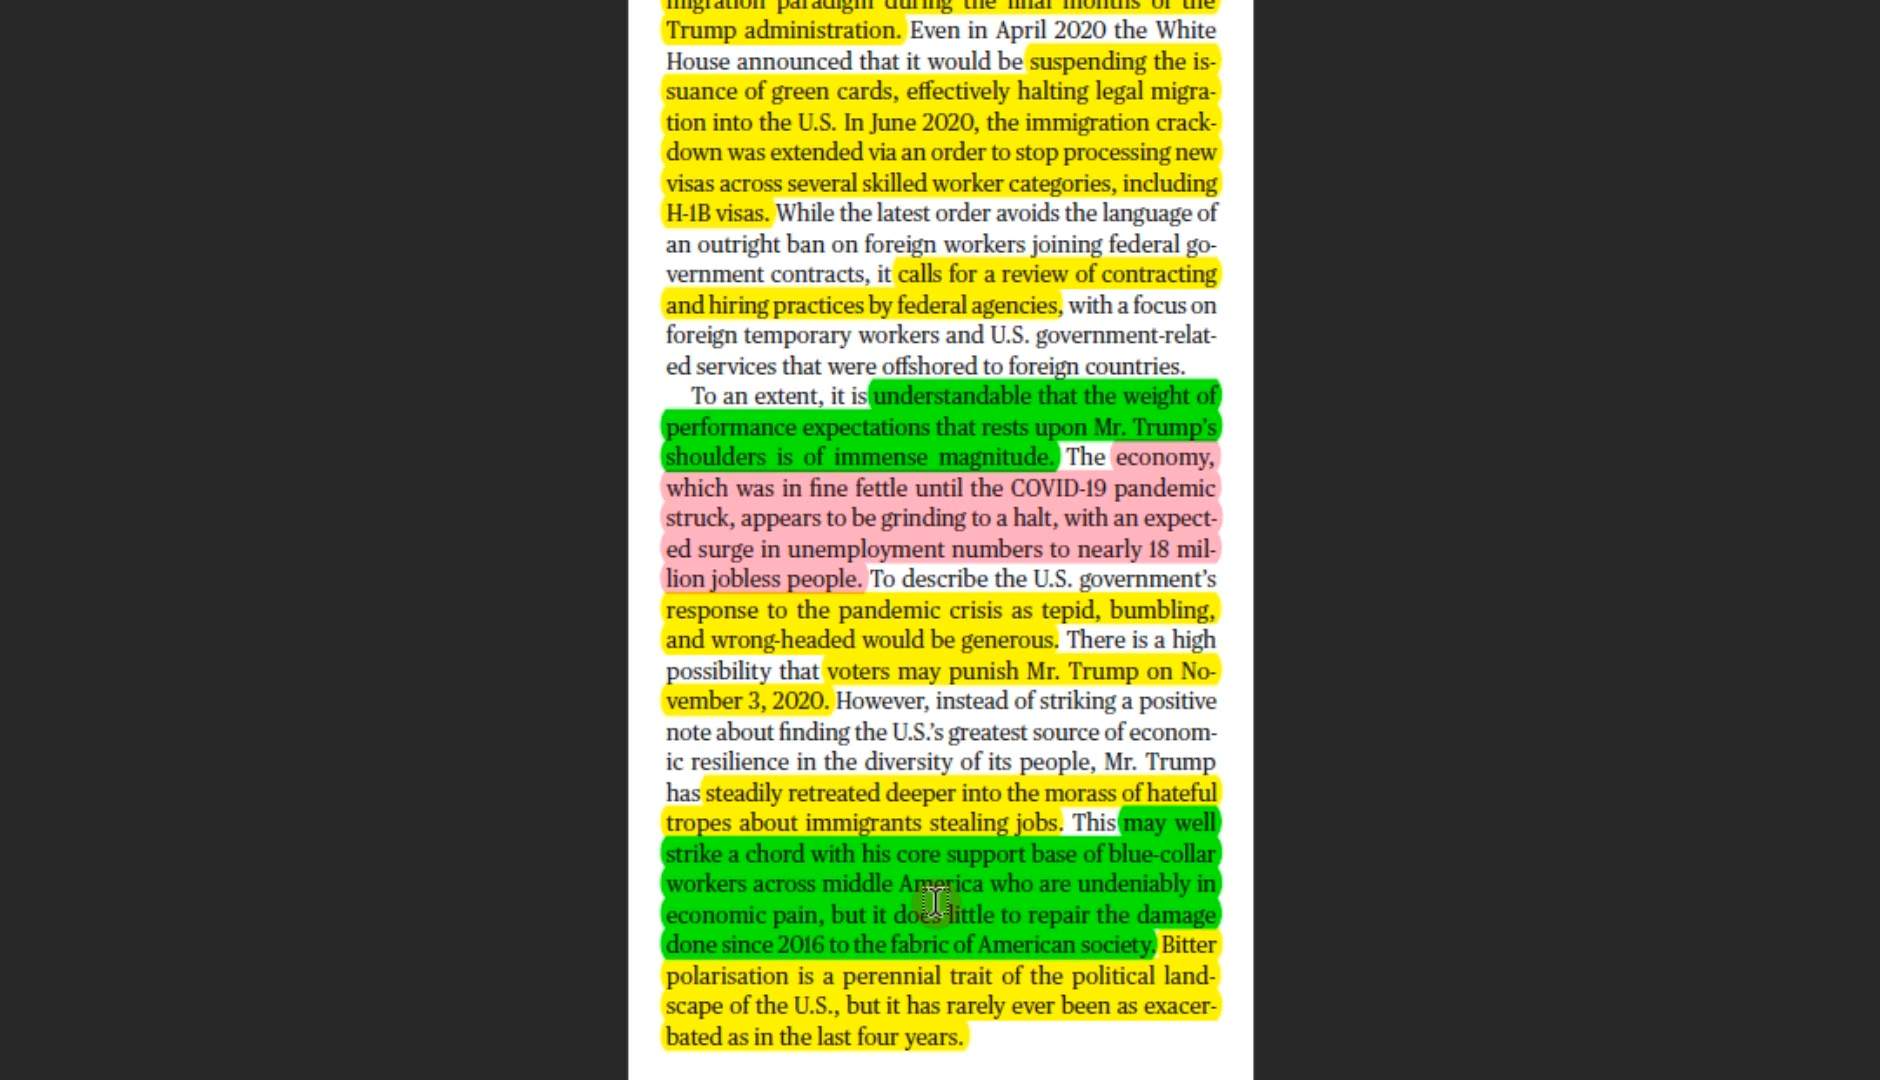 migration paradigm during the final months of the
Trump administration. Even in April 2020 the White
House announced that it would be suspending the is-
suance of green cards, effectively halting legal migra-
tion into the U.S. In June 2020, the immigration crack-
down was extended via an order to stop processing new
visas across several skilled worker categories, including
H-1B visas. While the latest order avoids the language of
an outright ban on foreign workers joining federal go-
vernment contracts, it calls for a review of contracting
and hiring practices by federal agencies, with a focus on
foreign temporary workers and U.S. government-relat-
ed services that were offshored to foreign countries.
To an extent, it is understandable that the weight of
performance expectations that rests upon Mr. Trump's
shoulders is of immense magnitude. The economy,
which was in fine fettle until the COVID-19 pandemic
struck, appears to be grinding to a halt, with an expect-
ed surge in unemployment numbers to nearly 18 mil-
lion jobless people. To describe the U.S. government's
response to the pandemic crisis as tepid, bumbling,
and wrong-headed would be generous. There is a high
possibility that voters may punish Mr. Trump on No-
vember 3, 2020. However, instead of striking a positive
note about finding the U.S.'s greatest source of econom-
ic resilience in the diversity of its people, Mr. Trump
has steadily retreated deeper into the morass of hateful
tropes about immigrants stealing jobs. This may well
strike a chord with his core support base of blue-collar
workers across middle America who are undeniably in
economic pain, but it does little to repair the damage
done since 2016 to the fabric of American society. Bitter
polarisation is a perennial trait of the political land-
scape of the U.S., but it has rarely ever been as exacer-
bated as in the last four years.